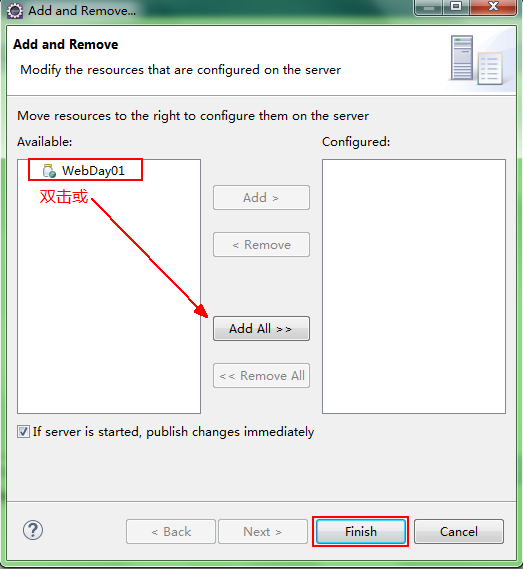 Add and Remove...
Add and Remove
Modify the resources that are configured on the server
Move resources to the right to configure them on the server
Available:
Configured:
WebDay01
双击或
Add >
< Remove
Add All >>
<< Remove All
If server is started, publish changes immediately
?
< Back
Next >
Finish
Cancel